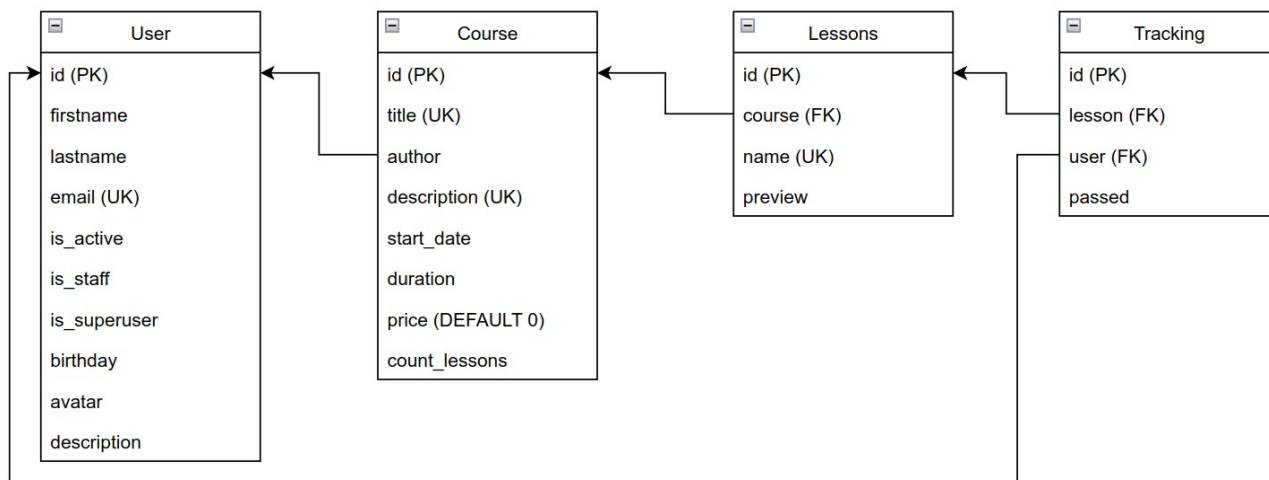 User
id (PK)
firstname
lastname
email (UK)
is_active
is_staff
is_superuser
birthday
avatar
description
Course
id (PK)
title (UK)
author
description (UK)
start_date
duration
price (DEFAULT 0)
count_lessons
Lessons
id (PK)
course (FK)
name (UK)
preview
Tracking
id (PK)
lesson (FK)
user (FK)
passed